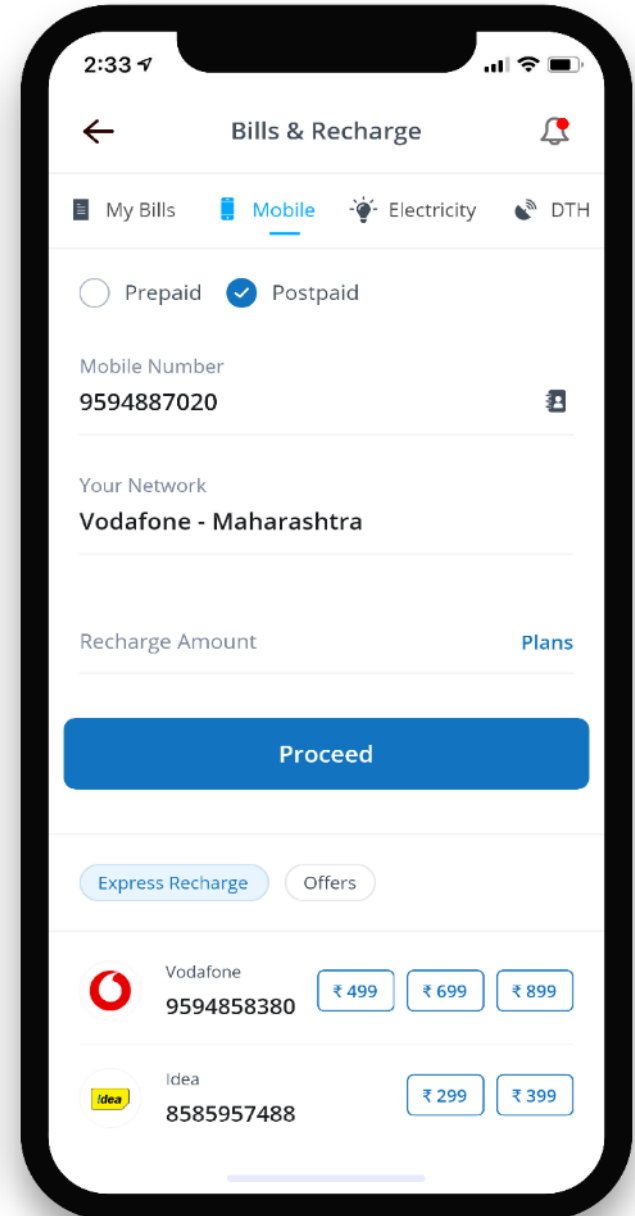 2:33
Bills & Recharge
My Bills Mobile Electricity DTH
Prepaid Postpaid
Mobile Number
9594887020
Your Network
Vodafone - Maharashtra
Recharge Amount Plans
Proceed
Express Recharge Offers
Vodafone
9594858380 ₹ 499 ₹ 699 ₹ 899
Idea
!dea
8585957488 ₹ 299 ₹ 399